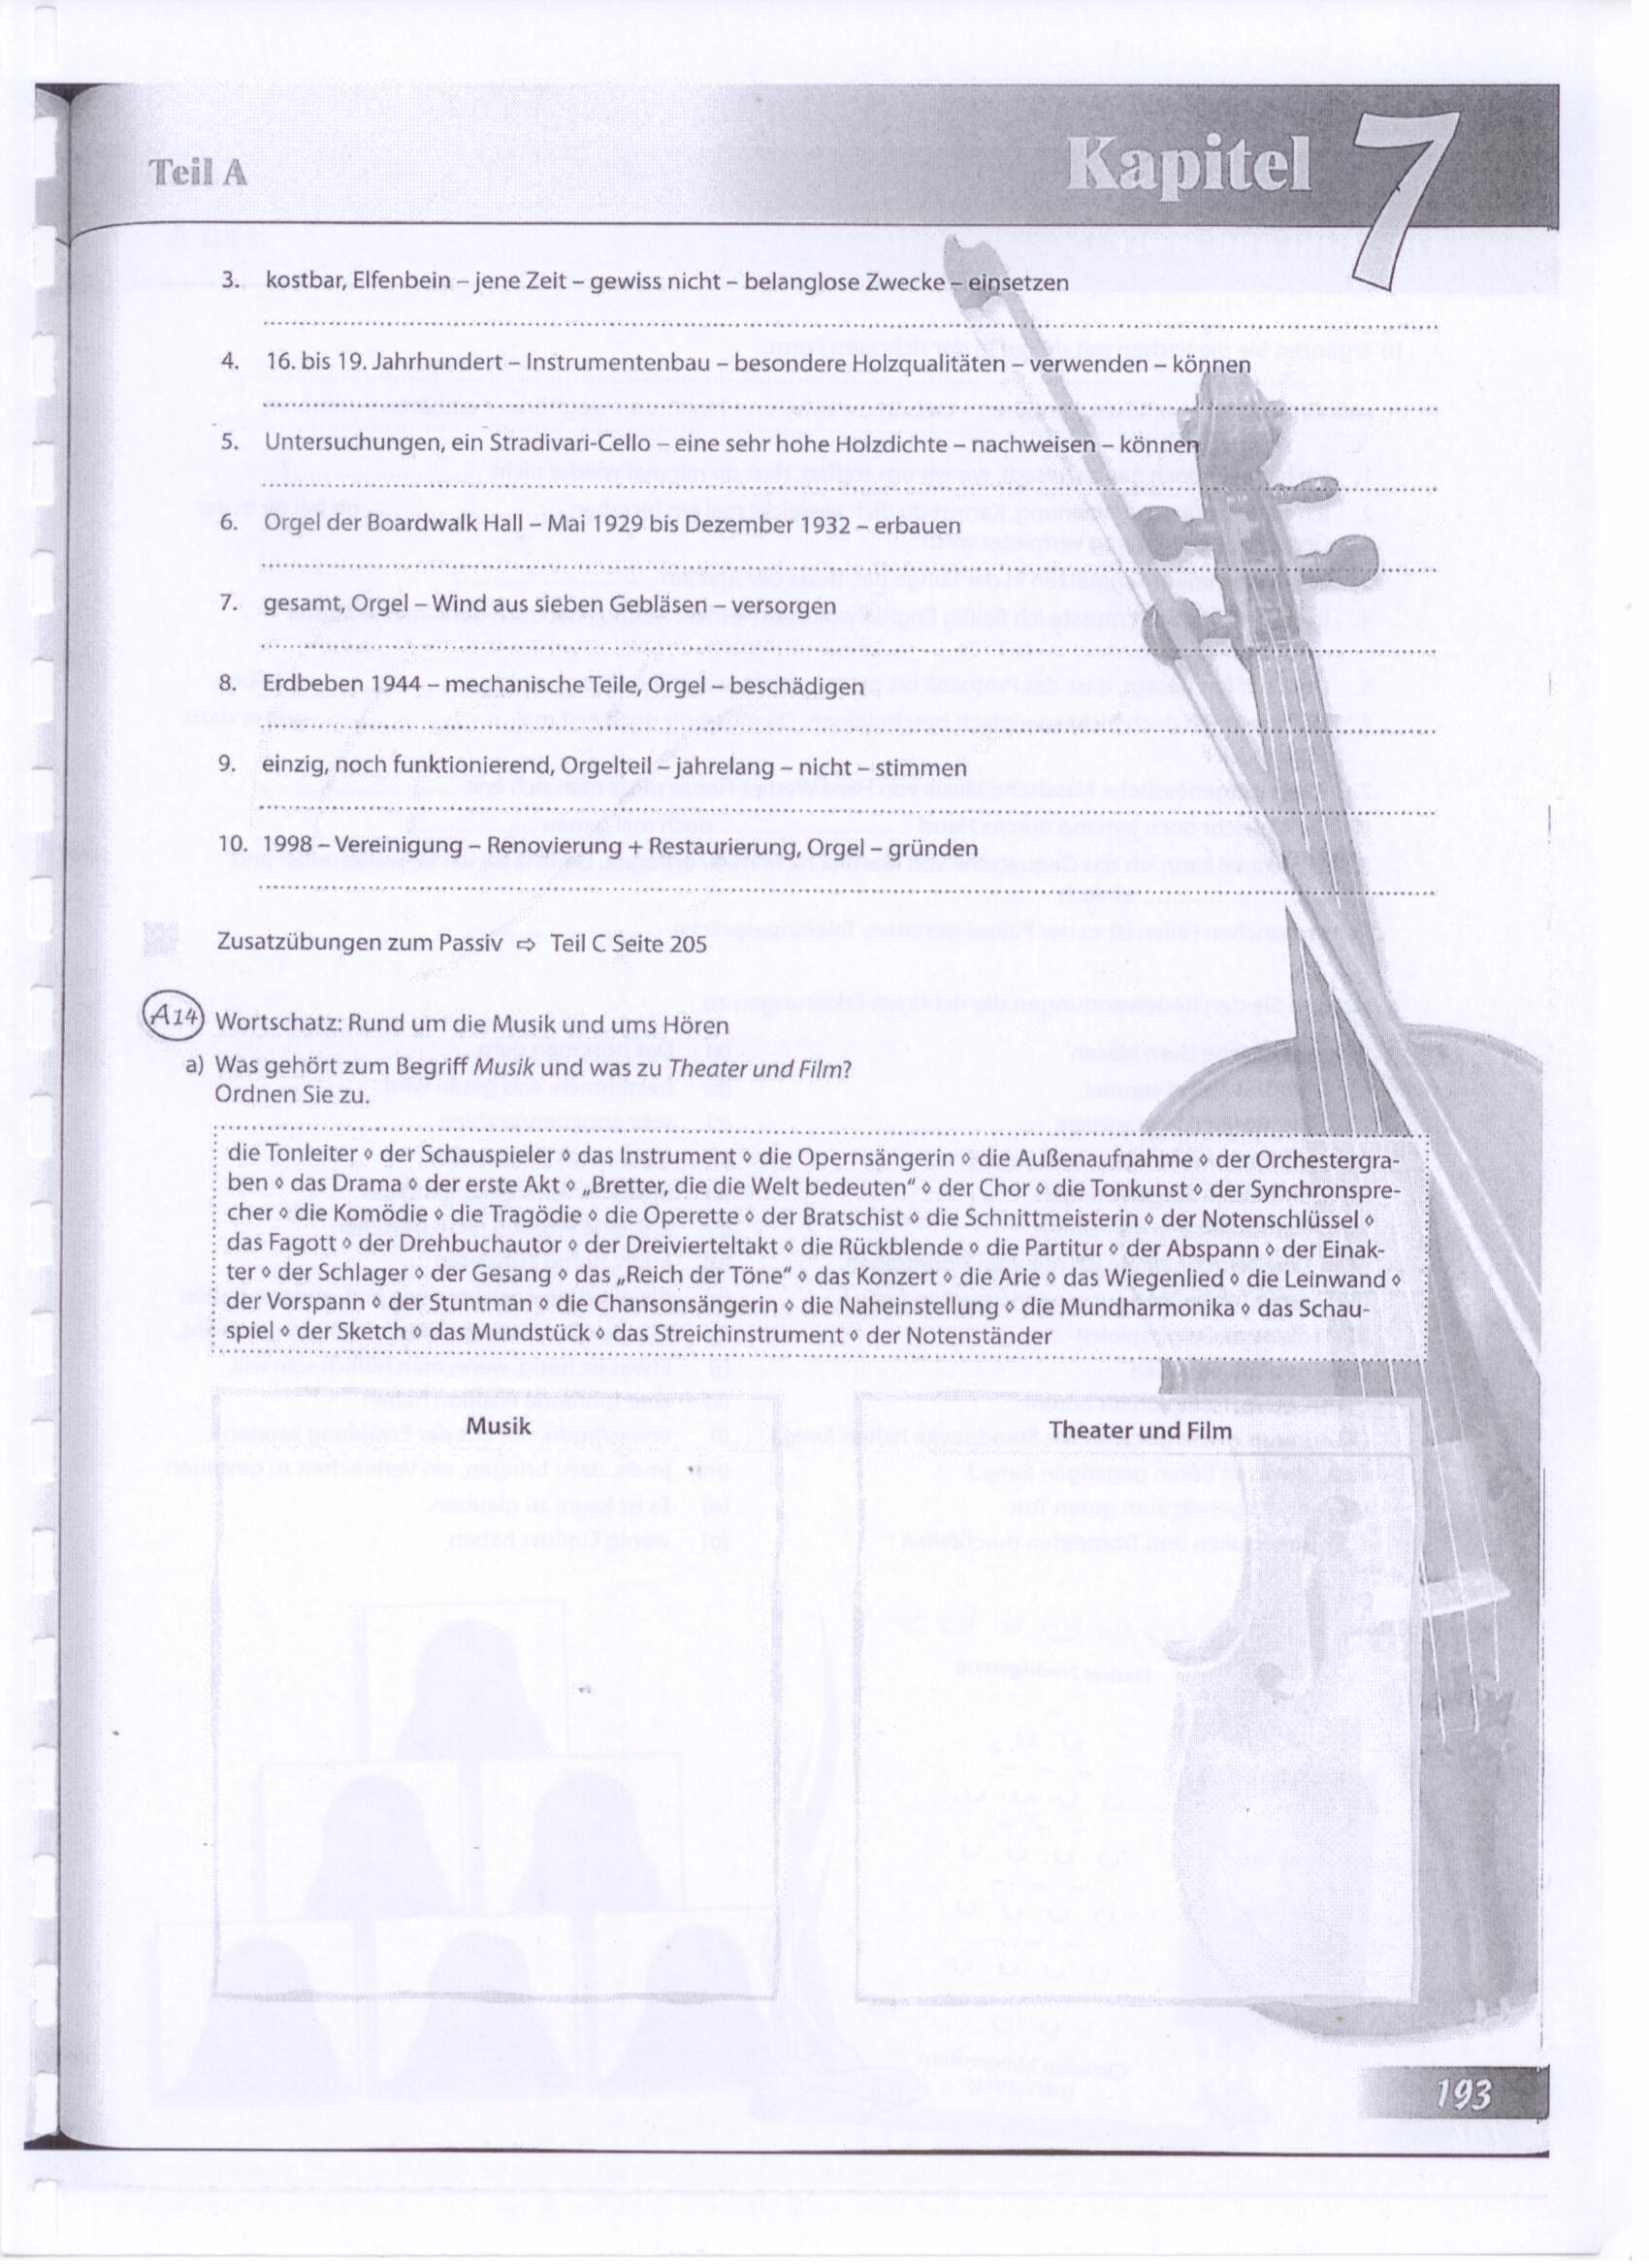 Teil A
Kapitel 7
3. kostbar, Elfenbein – jene Zeit – gewiss nicht – belanglose Zwecke – einsetzen
4. 16. bis 19. Jahrhundert – Instrumentenbau – besondere Holzqualitäten – verwenden – können
5. Untersuchungen, ein Stradivari-Cello – eine sehr hohe Holzdichte – nachweisen – können
6. Orgel der Boardwalk Hall – Mai 1929 bis Dezember 1932 – erbauen
7. gesamt, Orgel – Wind aus sieben Gebläsen – versorgen
8. Erdbeben 1944 – mechanische Teile, Orgel – beschädigen
9. einzig, noch funktionierend, Orgelteil – jahrelang – nicht – stimmen
10. 1998 – Vereinigung – Renovierung + Restaurierung, Orgel – gründen
Zusatzübungen zum Passiv ⇨ Teil C Seite 205
A14 Wortschatz: Rund um die Musik und ums Hören
a) Was gehört zum Begriff Musik und was zu Theater und Film?
Ordnen Sie zu.
die Tonleiter ⋄ der Schauspieler ⋄ das Instrument ⋄ die Opernsängerin ⋄ die Außenaufnahme ⋄ der Orchestergra-
ben ⋄ das Drama ⋄ der erste Akt ⋄ „Bretter, die die Welt bedeuten“ ⋄ der Chor ⋄ die Tonkunst ⋄ der Synchronspre-
cher ⋄ die Komödie ⋄ die Tragödie ⋄ die Operette ⋄ der Bratschist ⋄ die Schnittmeisterin ⋄ der Notenschlüssel ⋄
das Fagott ⋄ der Drehbuchautor ⋄ der Dreivierteltakt ⋄ die Rückblende ⋄ die Partitur ⋄ der Abspann ⋄ der Einak-
ter ⋄ der Schlager ⋄ der Gesang ⋄ das „Reich der Töne“ ⋄ das Konzert ⋄ die Arie ⋄ das Wiegenlied ⋄ die Leinwand ⋄
der Vorspann ⋄ der Stuntman ⋄ die Chansonsängerin ⋄ die Naheinstellung ⋄ die Mundharmonika ⋄ das Schau-
spiel ⋄ der Sketch ⋄ das Mundstück ⋄ das Streichinstrument ⋄ der Notenständer
Musik
Theater und Film
193